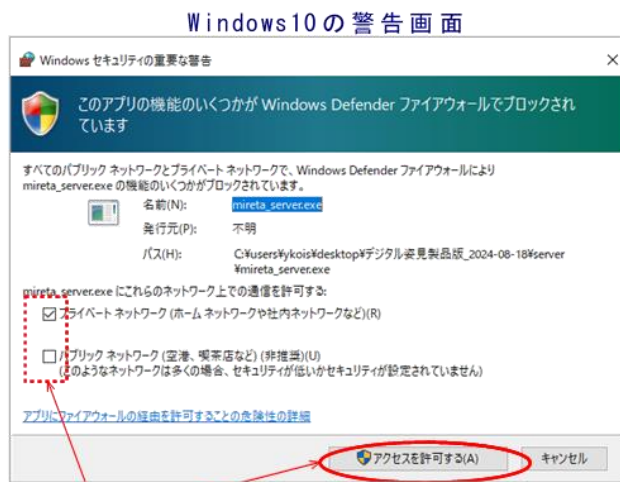 Windows10の警告画面
Windows セキュリティの重要な警告
このアプリの機能のいくつかが Windows Defender ファイアウォールでブロックされ
ています
すべてのパブリック ネットワークとプライベート ネットワークで、Windows Defender ファイアウォールにより
mireta_server.exe の機能のいくつかがブロックされています。
名前(N): mireta_server.exe
発行元(P): 不明
パス(H): C:¥users¥ykois¥desktop¥デジタル姿見製品版_2024-08-18¥server
¥mireta_server.exe
mireta_server.exe にこれらのネットワーク上での通信を許可する:
プライベート ネットワーク (ホーム ネットワークや社内ネットワークなど)(R)
パブリック ネットワーク (空港、喫茶店など) (非推奨)(U)
(このようなネットワークは多くの場合、セキュリティが低いかセキュリティが設定されていません)
アプリにファイアウォールの経由を許可することの危険性の詳細
アクセスを許可する(A) キャンセル